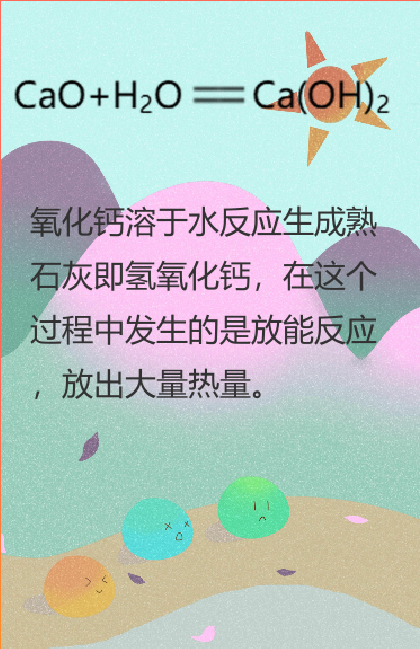 CaO+H₂O══Ca(OH)₂
氧化钙溶于水反应生成熟
石灰即氢氧化钙，在这个
过程中发生的是放能反应
，放出大量热量。